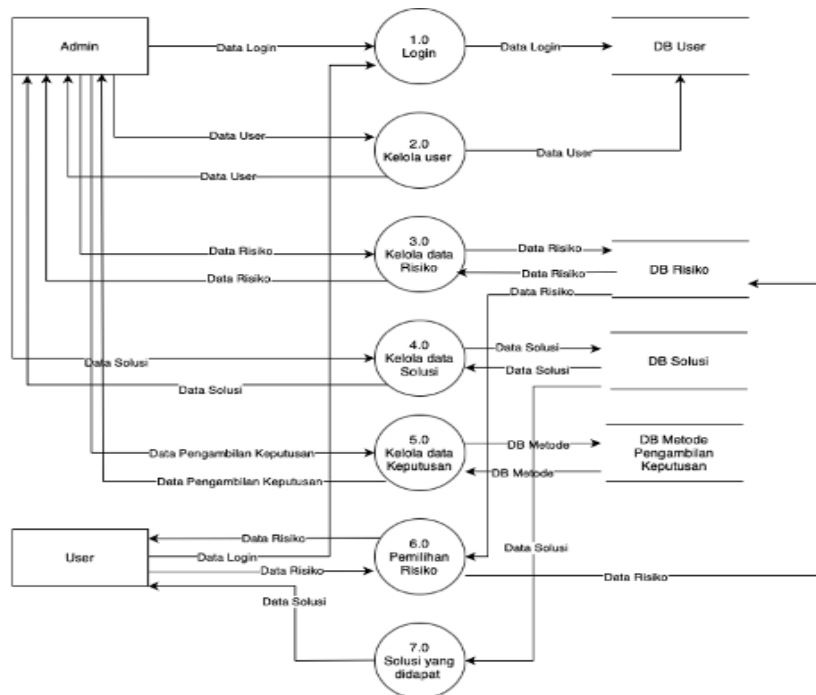 Admin
Data Login
1.0
Login
Data Login
DB User
Data User
2.0
Kelola user
Data User
Data User
Data Risiko
3.0
Kelola data
Risiko
Data Risiko
Data Risiko
Data Risiko
Data Risiko
DB Risiko
Data Solusi
4.0
Kelola data
Solusi
Data Solusi
Data Solusi
Data Solusi
DB Solusi
Data Pengambilan Keputusan
5.0
Kelola data
Keputusan
Data Pengambilan Keputusan
DB Metode
DB Metode
DB Metode
Pengambilan
Keputusan
User
Data Risiko
Data Login
Data Risiko
6.0
Pemilihan
Risiko
Data Solusi
Data Risiko
Data Solusi
7.0
Solusi yang
didapat